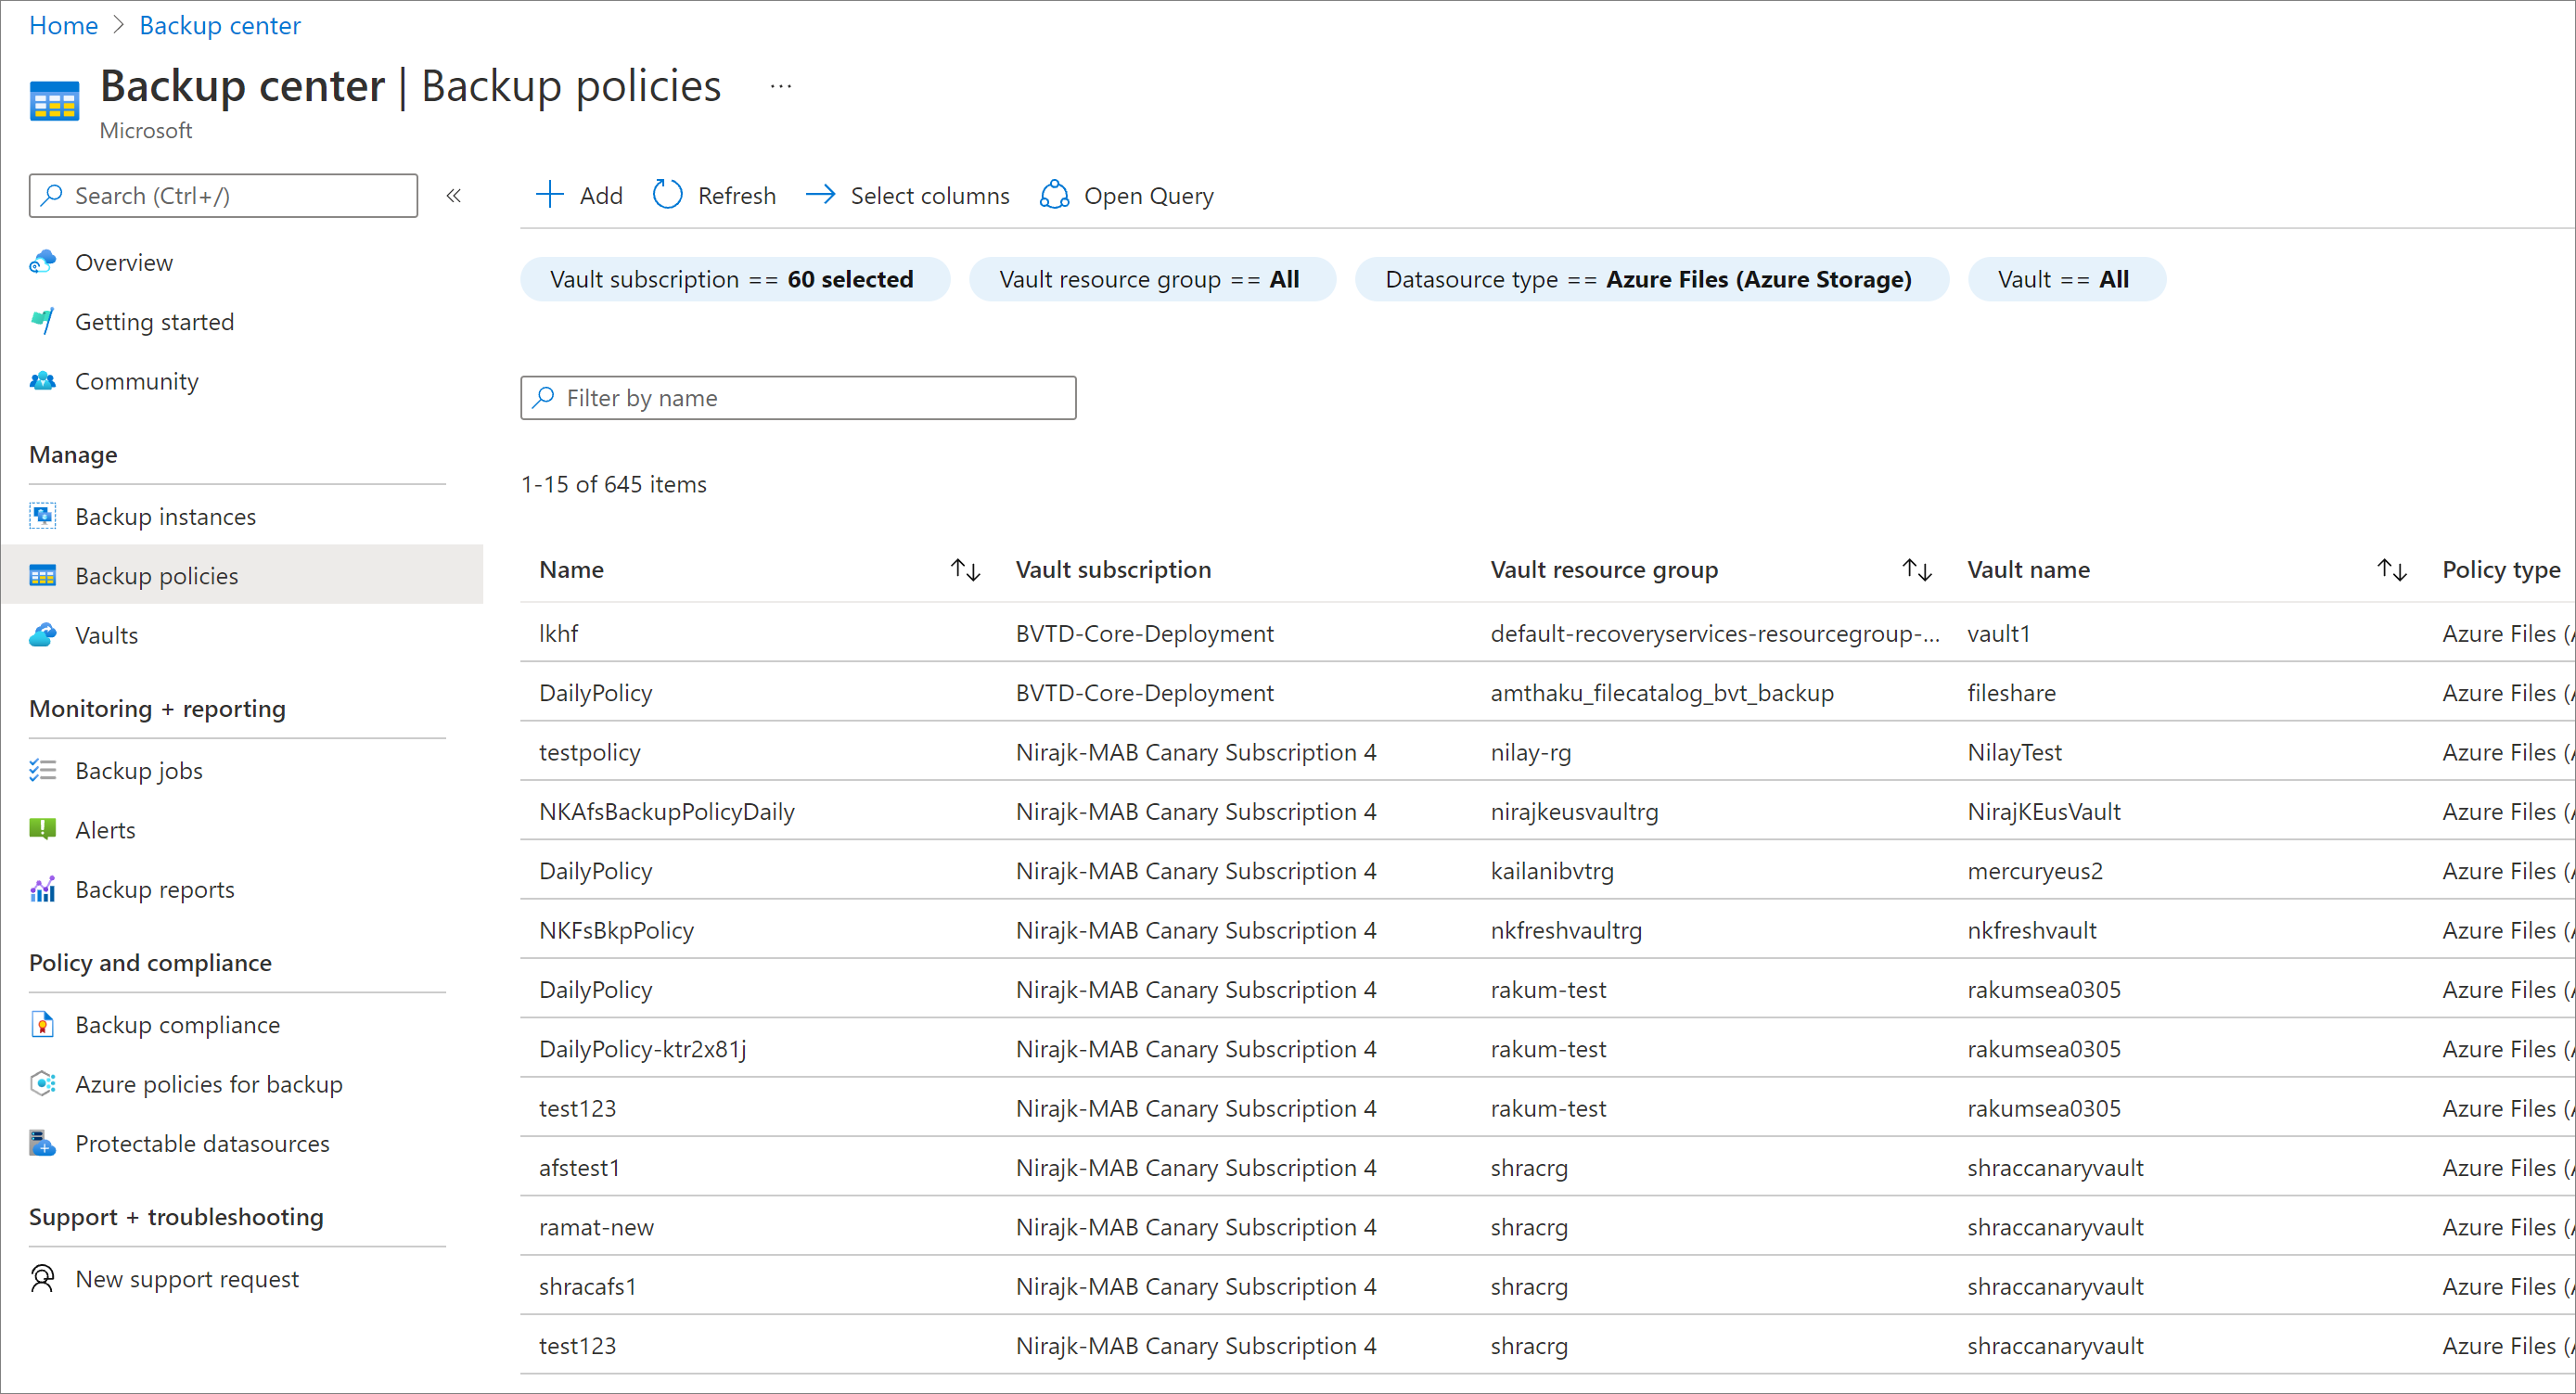 Home > Backup center
Backup center | Backup policies ...
Microsoft
Search (Ctrl+/) «
Overview
Getting started
Community
Manage
Backup instances
Backup policies
Vaults
Monitoring + reporting
Backup jobs
Alerts
Backup reports
Policy and compliance
Backup compliance
Azure policies for backup
Protectable datasources
Support + troubleshooting
New support request
Add Refresh Select columns Open Query
Vault subscription == 60 selected Vault resource group == All Datasource type == Azure Files (Azure Storage) Vault == All
Filter by name
1-15 of 645 items
Name Vault subscription Vault resource group Vault name Policy type
lkhf BVTD-Core-Deployment default-recoveryservices-resourcegroup-... vault1 Azure Files (
DailyPolicy BVTD-Core-Deployment amthaku_filecatalog_bvt_backup fileshare Azure Files (
testpolicy Nirajk-MAB Canary Subscription 4 nilay-rg NilayTest Azure Files (
NKAfsBackupPolicyDaily Nirajk-MAB Canary Subscription 4 nirajkeusvaultrg NirajKEusVault Azure Files (
DailyPolicy Nirajk-MAB Canary Subscription 4 kailanibvtrg mercuryeus2 Azure Files (
NKFsBkpPolicy Nirajk-MAB Canary Subscription 4 nkfreshvaultrg nkfreshvault Azure Files (
DailyPolicy Nirajk-MAB Canary Subscription 4 rakum-test rakumsea0305 Azure Files (
DailyPolicy-ktr2x81j Nirajk-MAB Canary Subscription 4 rakum-test rakumsea0305 Azure Files (
test123 Nirajk-MAB Canary Subscription 4 rakum-test rakumsea0305 Azure Files (
afstest1 Nirajk-MAB Canary Subscription 4 shracrg shraccanaryvault Azure Files (
ramat-new Nirajk-MAB Canary Subscription 4 shracrg shraccanaryvault Azure Files (
shracafs1 Nirajk-MAB Canary Subscription 4 shracrg shraccanaryvault Azure Files (
test123 Nirajk-MAB Canary Subscription 4 shracrg shraccanaryvault Azure Files (